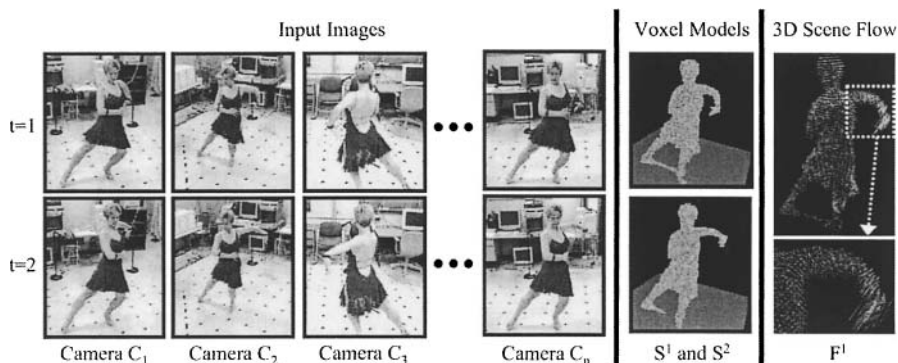 Input Images
Voxel Models
3D Scene Flow
t=1
t=2
Camera C₁
Camera C₂
Camera C₃
Camera Cₙ
S¹ and S²
F¹